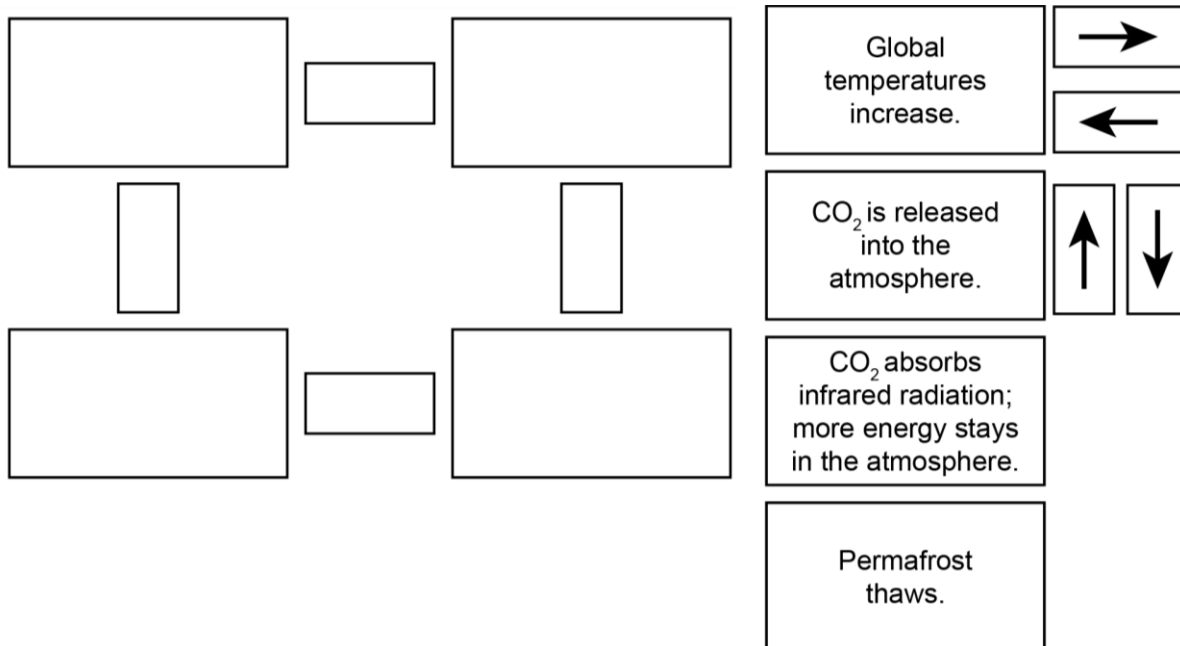 Global
temperatures
increase.
CO₂ is released
into the
atmosphere.
CO₂ absorbs
infrared radiation;
more energy stays
in the atmosphere.
Permafrost
thaws.